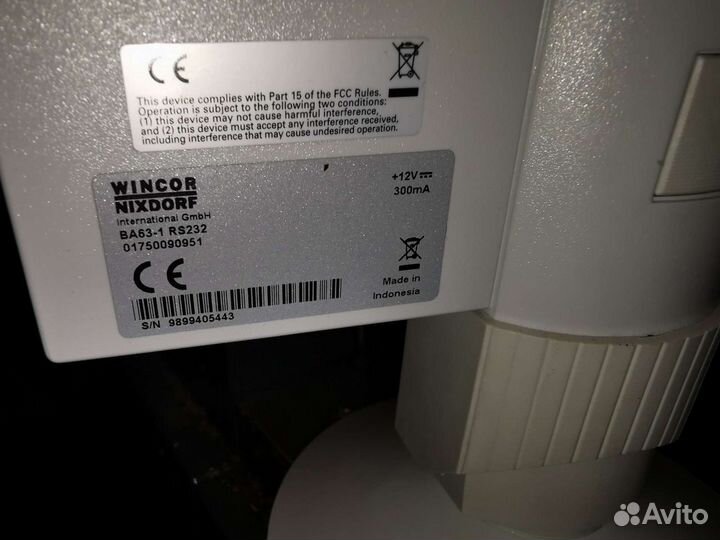 CE
This device complies with Part 15 of the FCC Rules.
Operation is subject to the following two conditions:
(1) this device may not cause harmful interference,
and (2) this device must accept any interference received,
including interference that may cause undesired operation.
WINCOR
NIXDORF
International GmbH
BA63-1 RS232
01750090951
+12V
300mA
CE
Made in
Indonesia
S/N 9899405443
Avito